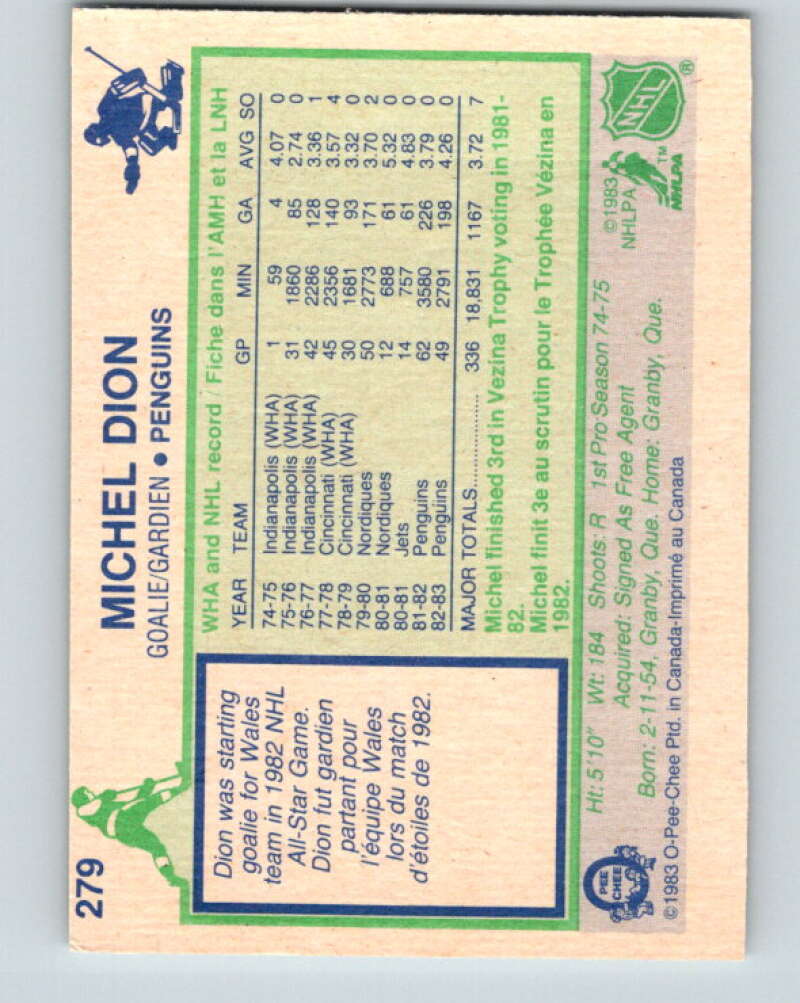 279
MICHEL DION
GOALIE/GARDIEN • PENGUINS
Dion was starting
goalie for Wales
team in 1982 NHL
All-Star Game.
Dion fut gardien
partant pour
l'équipe Wales
lors du match
d'étoiles de 1982.
WHA and NHL record / Fiche dans l'AMH et la LNH
YEAR TEAM GP MIN GA AVG SO
74-75 Indianapolis (WHA) 1 59 4 4.07 0
75-76 Indianapolis (WHA) 31 1860 85 2.74 0
76-77 Indianapolis (WHA) 42 2286 128 3.36 1
77-78 Cincinnati (WHA) 45 2356 140 3.57 4
78-79 Cincinnati (WHA) 30 1681 93 3.32 0
79-80 Nordiques 50 2773 171 3.70 2
80-81 Nordiques 12 688 61 5.32 0
80-81 Jets 14 757 61 4.83 0
81-82 Penguins 62 3580 226 3.79 0
82-83 Penguins 49 2791 198 4.26 0
MAJOR TOTALS.............. 336 18,831 1167 3.72 7
Michel finished 3rd in Vezina Trophy voting in 1981-
82.
Michel finit 3e au scrutin pour le Trophée Vézina en
1982.
Ht: 5'10" Wt: 184 Shoots: R 1st Pro Season 74-75
Acquired: Signed As Free Agent
Born: 2-11-54, Granby, Que. Home: Granby, Que.
©1983 O-Pee-Chee Ptd. in Canada-Imprimé au Canada
O PEE CHEE
©1983
NHLPA
NHLPA
TM
NHL
®